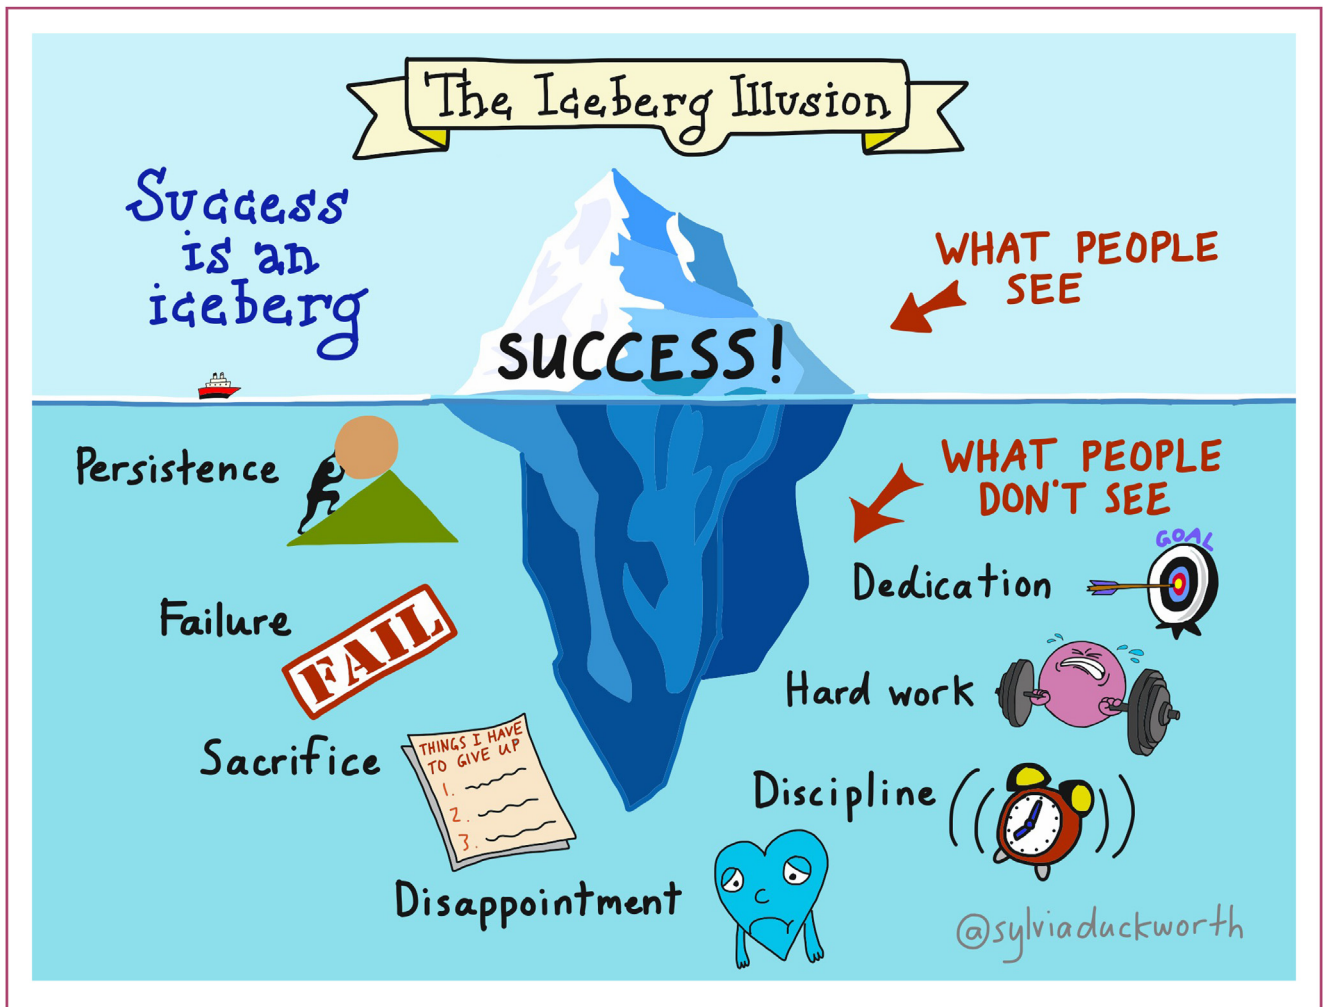 The Iceberg Illusion
Success
is an
iceberg
WHAT PEOPLE
SEE
SUCCESS!
Persistence
WHAT PEOPLE
DON'T SEE
GOAL
Dedication
Failure
FAIL
Hard work
Sacrifice
THINGS I HAVE
TO GIVE UP
1.
2.
3.
Discipline
Disappointment
@sylviaduckworth